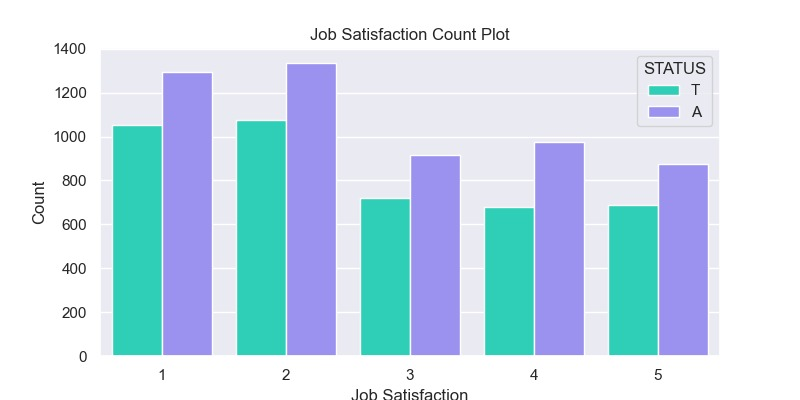 Job Satisfaction Count Plot
1400
1200
1000
800
600
400
200
0
Count
STATUS
T
A
1 2 3 4 5
Job Satisfaction